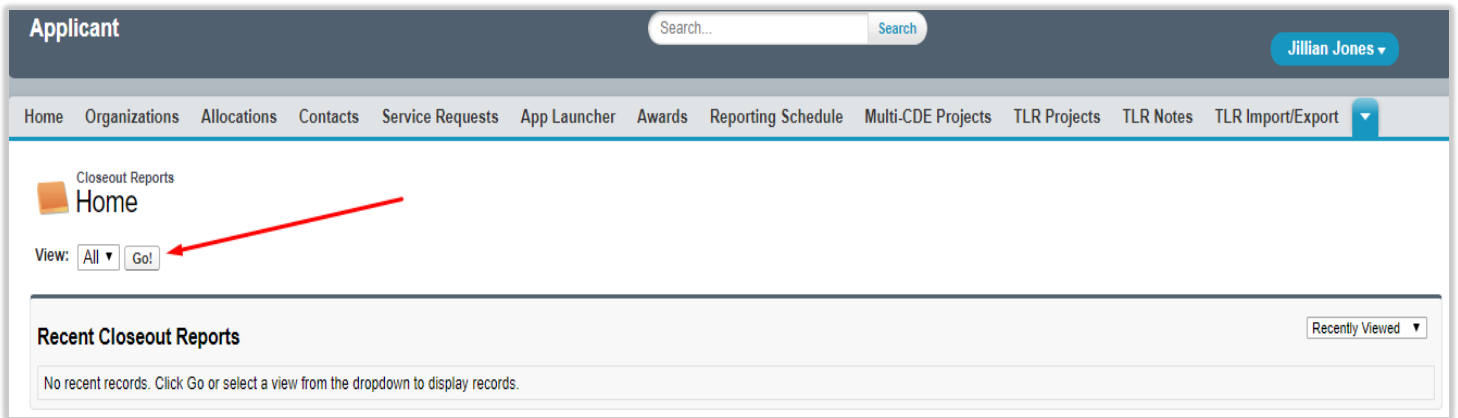 Applicant
Search...
Search
Jillian Jones
Home Organizations Allocations Contacts Service Requests App Launcher Awards Reporting Schedule Multi-CDE Projects TLR Projects TLR Notes TLR Import/Export
Closeout Reports
Home
View: All Go!
Recent Closeout Reports
Recently Viewed
No recent records. Click Go or select a view from the dropdown to display records.